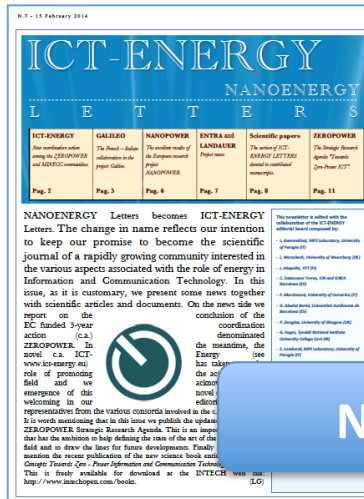 N.7 - 15 February 2014
ICT-ENERGY
NANOENERGY
L E T T E R S
ICT-ENERGY
New coordination action among the ZEROPOWER and MINECC communities.
Pag. 2
GALILEO
The French – Italian collaboration in the project Galileo.
Pag. 5
NANOPOWER
The excellent results of the European research project NANOPOWER.
Pag. 6
ENTRA and LANDAUER
Project news.
Pag. 7
Scientific papers
The section of ICT-ENERGY LETTERS devoted to contributed manuscripts.
Pag. 8
ZEROPOWER
The Strategic Research Agenda "Towards Zero-Power ICT".
Pag. 11
NANOENERGY Letters becomes ICT-ENERGY
Letters. The change in name reflects our intention
to keep our promise to become the scientific
journal of a rapidly growing community interested in
the various aspects associated with the role of energy in
Information and Communication Technology. In this
issue, as it is customary, we present some news together
with scientific articles and documents. On the news side we
report on the conclusion of the
EC funded 3-year coordination
action (c.a.) denominated
ZEROPOWER. In the meantime, the
novel c.a. ICT- Energy (see
www.ict-energy.eu) has
role of promoting the
field and we
emergence of this novel
welcoming in our
representatives from the various consortia involved in the c.
It is worth mentioning that in this issue we publish the
ZEROPOWER Strategic Research Agenda. This is an
that has the ambition to help defining the state of the art of the
field and to draw the lines for future developments. Finally
mention the recent publication of the new science book
Concepts Towards Zero - Power Information and Communication
This is freely available for download at the INTECH web
http://www.intechopen.com/books. (LG)
This newsletter is edited with the
collaboration of the ICT-ENERGY
editorial board composed by:
- L. Gammaitoni, NiPS Laboratory, University of Perugia (IT)
- L. Worschech, University of Wuerzburg (DE)
- J. Ahopelto, VTT (FI)
- C. Sotomayor Torres, ICN and ICREA Barcelona (ES)
- F. Marchesoni, University of Camerino (IT)
- G. Abadal Berini, Universitat Autònoma de Barcelona (ES)
- D. Paul, University of Glasgow (UK)
- G. Fagas, Tyndall National Institute University College Cork (IR)
- NiPS Laboratory, University of Perugia (IT)
N